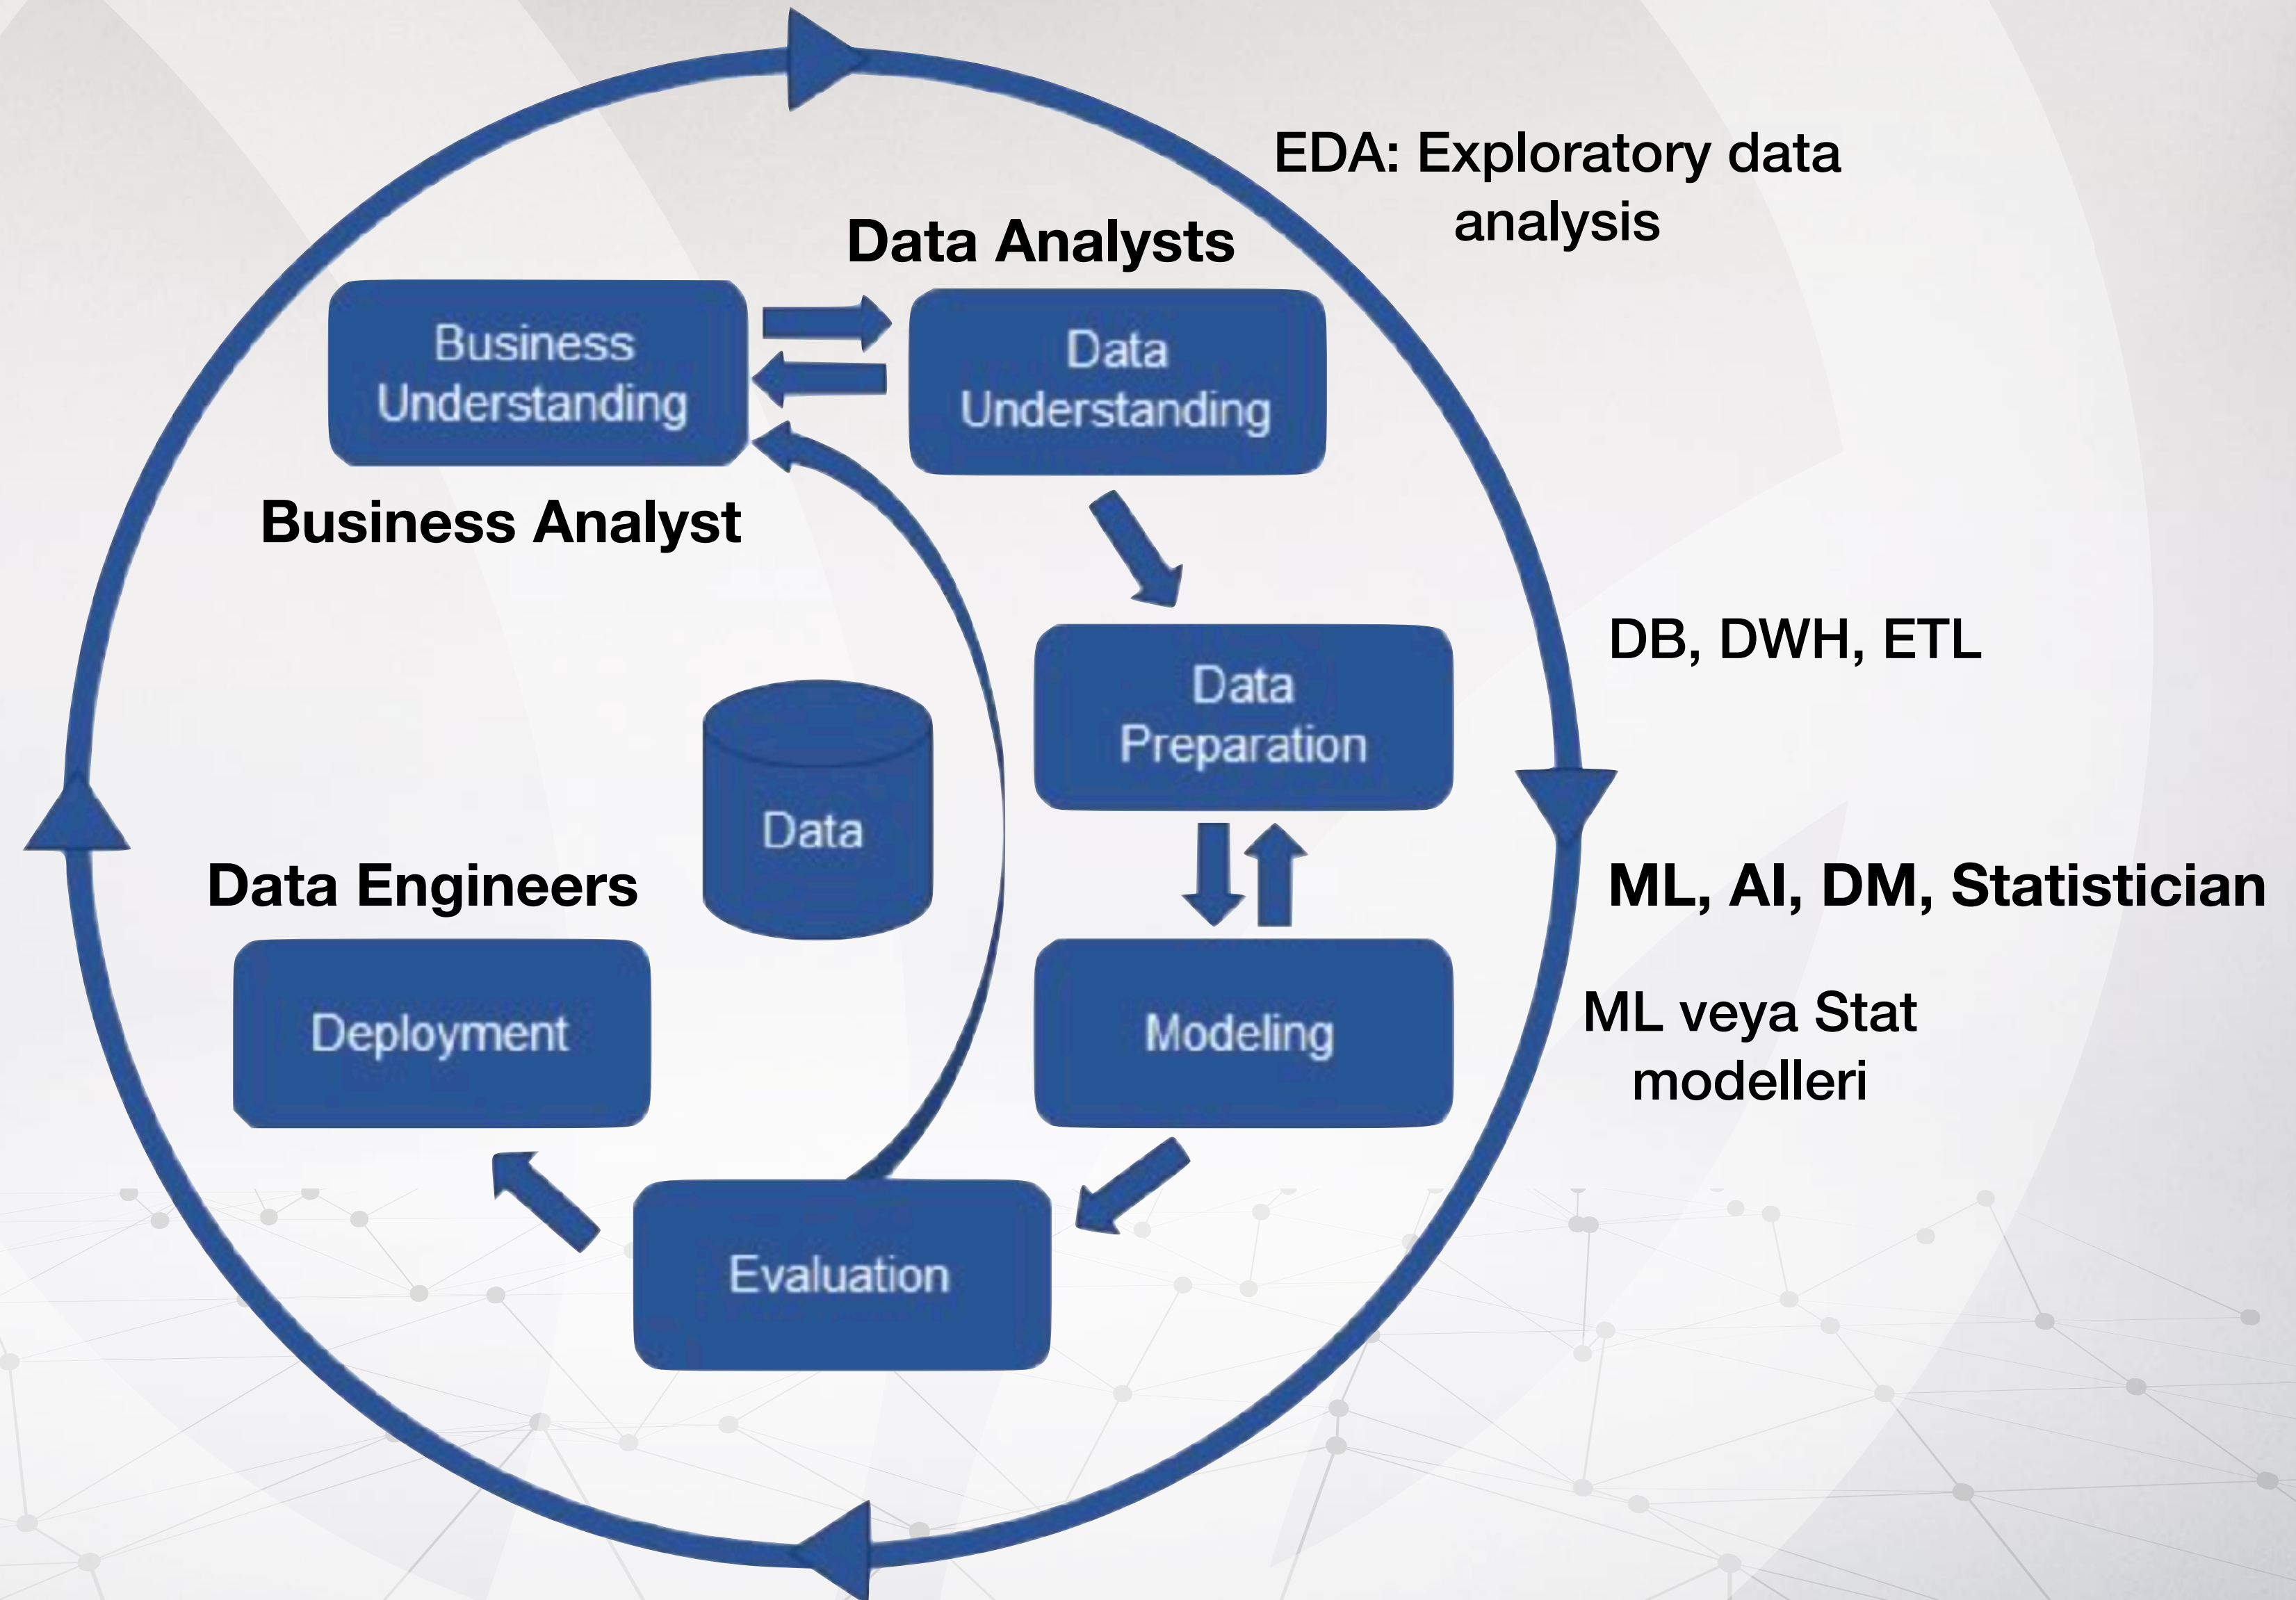 EDA: Exploratory data
analysis
Data Analysts
Business
Understanding
Data
Understanding
Business Analyst
DB, DWH, ETL
Data
Preparation
Data
Data Engineers
ML, AI, DM, Statistician
Deployment
Modeling
ML veya Stat
modelleri
Evaluation